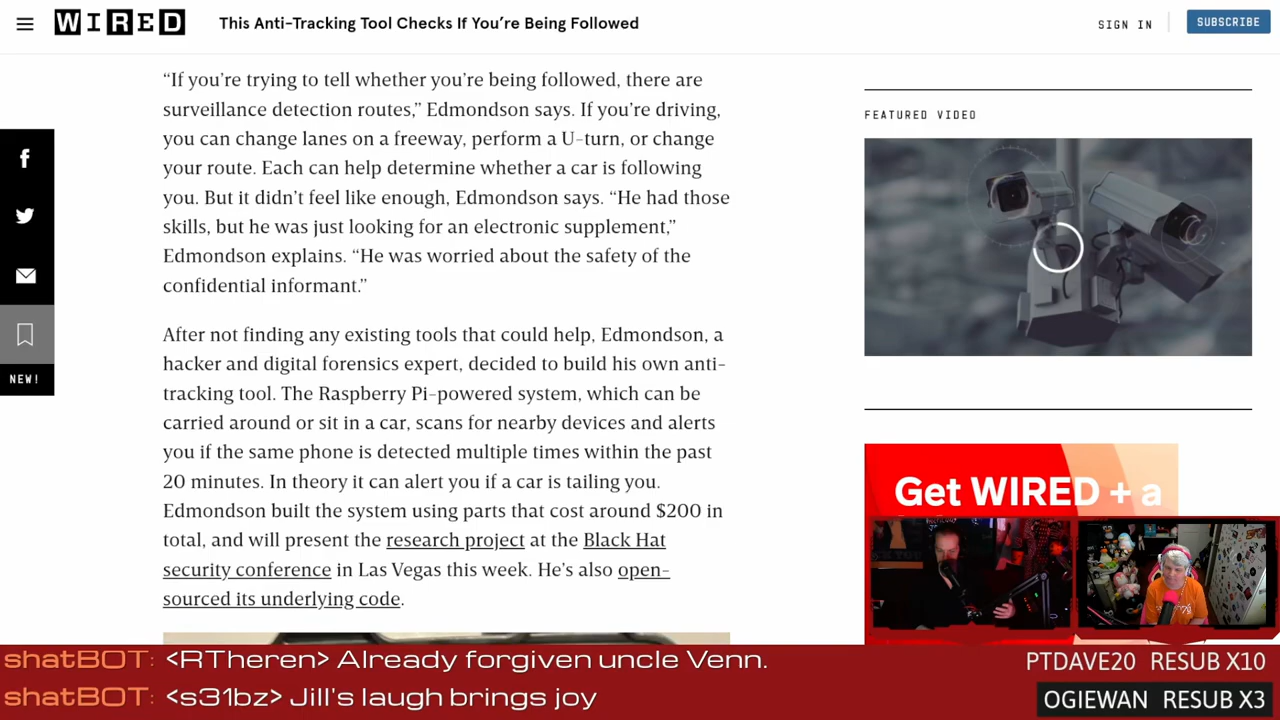 WIRED
This Anti-Tracking Tool Checks If You’re Being Followed
SIGN IN
SUBSCRIBE
“If you’re trying to tell whether you’re being followed, there are
surveillance detection routes,” Edmondson says. If you’re driving,
you can change lanes on a freeway, perform a U-turn, or change
your route. Each can help determine whether a car is following
you. But it didn’t feel like enough, Edmondson says. “He had those
skills, but he was just looking for an electronic supplement,”
Edmondson explains. “He was worried about the safety of the
confidential informant.”
After not finding any existing tools that could help, Edmondson, a
hacker and digital forensics expert, decided to build his own anti-
tracking tool. The Raspberry Pi-powered system, which can be
carried around or sit in a car, scans for nearby devices and alerts
you if the same phone is detected multiple times within the past
20 minutes. In theory it can alert you if a car is tailing you.
Edmondson built the system using parts that cost around $200 in
total, and will present the research project at the Black Hat
security conference in Las Vegas this week. He’s also open-
sourced its underlying code.
NEW!
FEATURED VIDEO
Get WIRED + a
shatBOT: <RTheren> Already forgiven uncle Venn.
shatBOT: <s31bz> Jill's laugh brings joy
PTDAVE20 RESUB X10
OGIEWAN RESUB X3